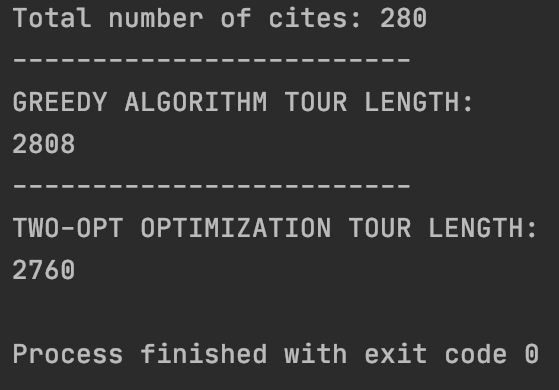 Total number of cites: 280
-------------------------
GREEDY ALGORITHM TOUR LENGTH:
2808
-------------------------
TWO-OPT OPTIMIZATION TOUR LENGTH:
2760
Process finished with exit code 0